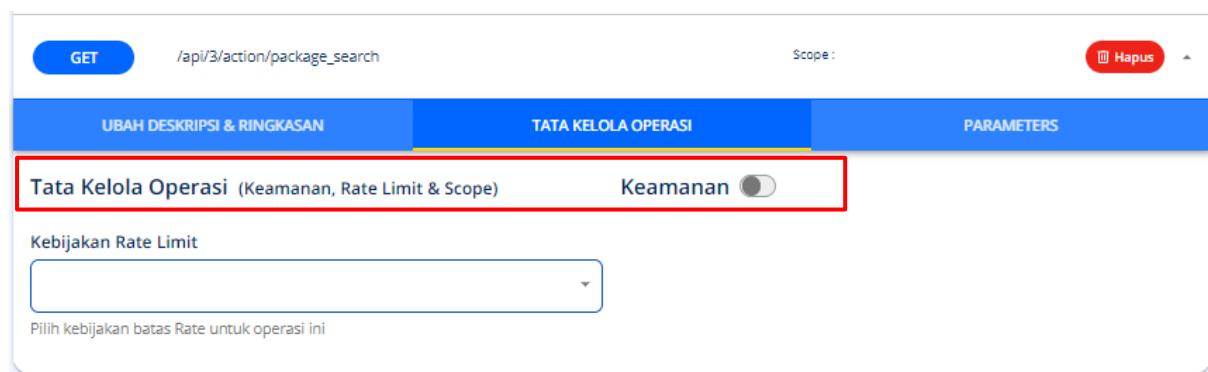 GET /api/3/action/package_search Scope : Hapus
UBAH DESKRIPSI & RINGKASAN TATA KELOLA OPERASI PARAMETERS
Tata Kelola Operasi (Keamanan, Rate Limit & Scope) Keamanan
Kebijakan Rate Limit
Pilih kebijakan batas Rate untuk operasi ini